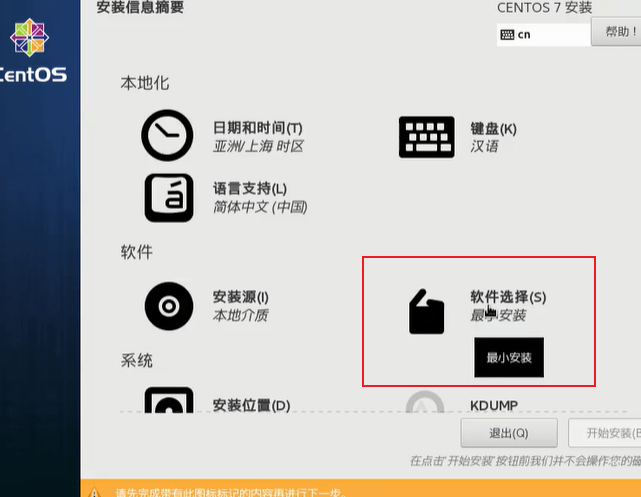 安装信息摘要
CENTOS 7 安装
cn
帮助！
CentOS
本地化
日期和时间(T)
亚洲/上海 时区
键盘(K)
汉语
语言支持(L)
简体中文 (中国)
软件
安装源(I)
本地介质
软件选择(S)
最小安装
最小安装
系统
安装位置(D)
KDUMP
退出(Q)
开始安装(B
在点击'开始安装'按钮前我们并不会操作您的磁
请先完成带有此图标标记的内容再进行下一步。